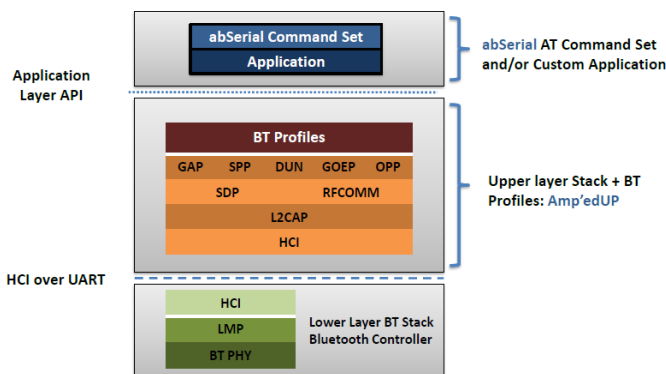 abSerial Command Set
Application
abSerial AT Command Set
and/or Custom Application
Application
Layer API
BT Profiles
GAP SPP DUN GOEP OPP
SDP RFCOMM
L2CAP
HCI
Upper layer Stack + BT
Profiles: Amp'edUP
HCI over UART
HCI
LMP
BT PHY
Lower Layer BT Stack
Bluetooth Controller